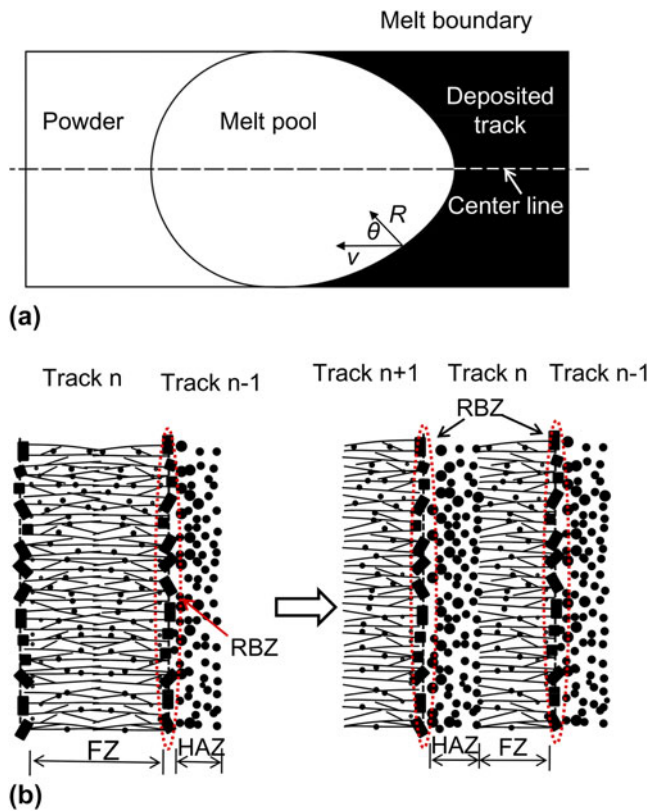 Melt boundary
Powder
Melt pool
Deposited
track
R
θ
v
Center line
(a)
Track n
Track n-1
Track n+1
Track n
Track n-1
RBZ
RBZ
FZ
HAZ
HAZ
FZ
(b)